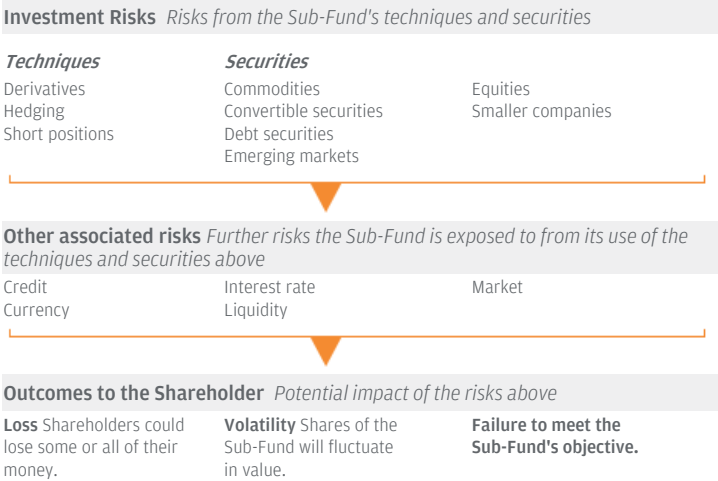 Investment Risks Risks from the Sub-Fund's techniques and securities
Techniques
Derivatives
Hedging
Short positions
Securities
Commodities
Convertible securities
Debt securities
Emerging markets
Equities
Smaller companies
Other associated risks Further risks the Sub-Fund is exposed to from its use of the
techniques and securities above
Credit
Currency
Interest rate
Liquidity
Market
Outcomes to the Shareholder Potential impact of the risks above
Loss Shareholders could
lose some or all of their
money.
Volatility Shares of the
Sub-Fund will fluctuate
in value.
Failure to meet the
Sub-Fund's objective.